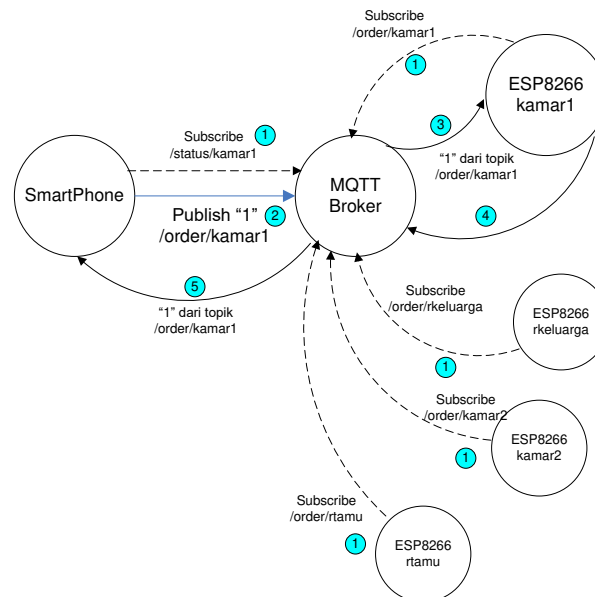 Subscribe
/order/kamar1
1
ESP8266
kamar1
3
Subscribe
/status/kamar1
1
"1" dari topik
/order/kamar1
SmartPhone
MQTT
Broker
Publish "1"
/order/kamar1
2
4
5
"1" dari topik
/order/kamar1
Subscribe
/order/rkeluarga
1
ESP8266
rkeluarga
Subscribe
/order/kamar2
1
ESP8266
kamar2
Subscribe
/order/rtamu
1
ESP8266
rtamu